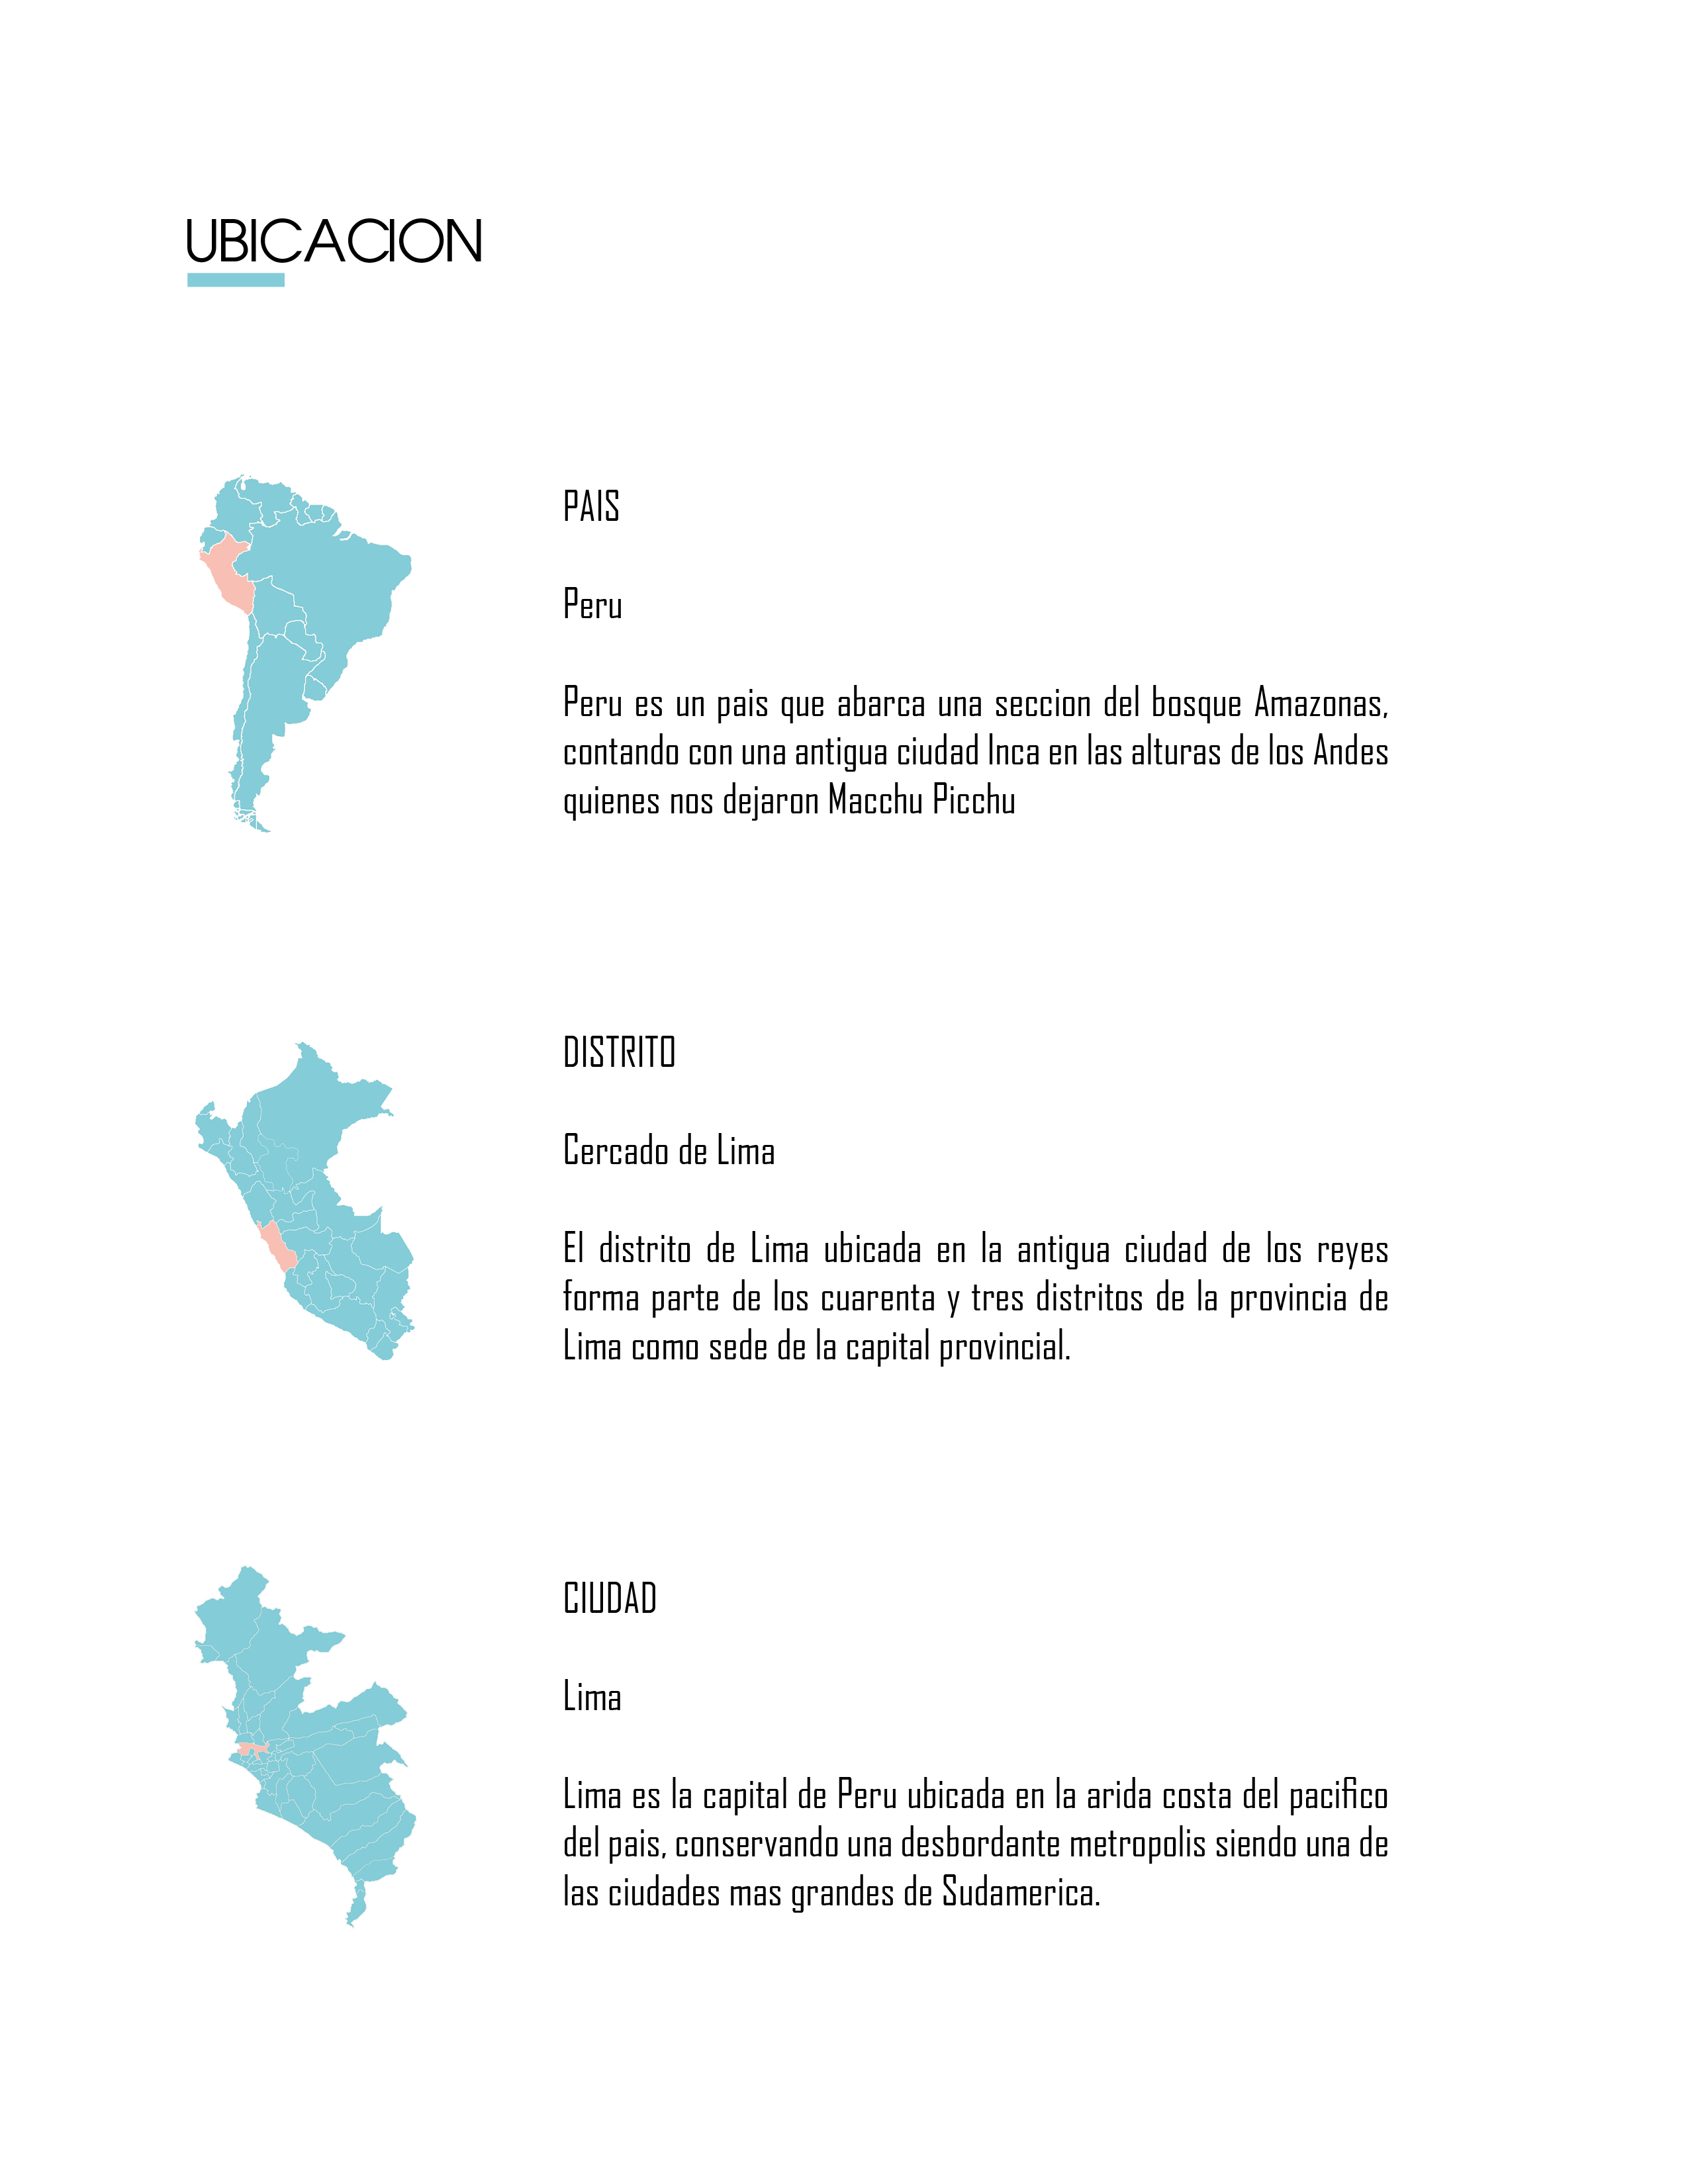 UBICACION
PAIS
Peru
Peru es un pais que abarca una seccion del bosque Amazonas,
contando con una antigua ciudad Inca en las alturas de los Andes
quienes nos dejaron Macchu Picchu
DISTRITO
Cercado de Lima
El distrito de Lima ubicada en la antigua ciudad de los reyes
forma parte de los cuarenta y tres distritos de la provincia de
Lima como sede de la capital provincial.
CIUDAD
Lima
Lima es la capital de Peru ubicada en la arida costa del pacifico
del pais, conservando una desbordante metropolis siendo una de
las ciudades mas grandes de Sudamerica.